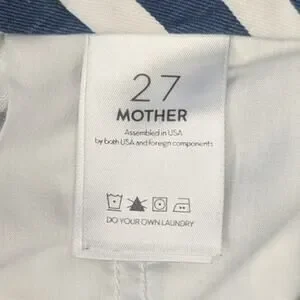 27
MOTHER
Assembled in USA
by both USA and foreign components
DO YOUR OWN LAUNDRY